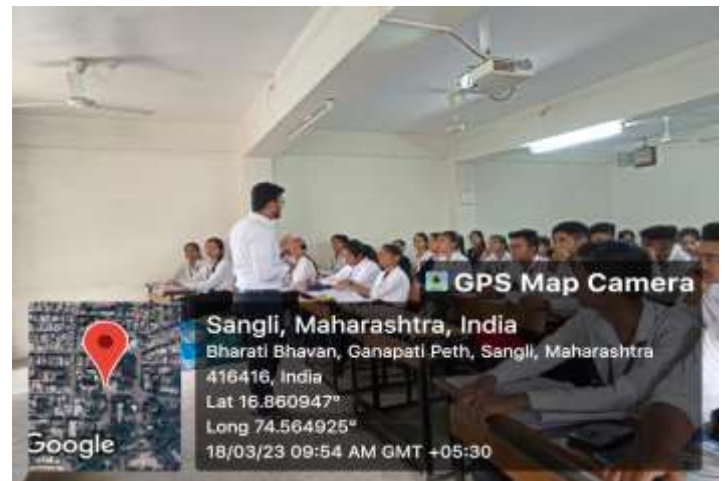 GPS Map Camera
Sangli, Maharashtra, India
Bharati Bhavan, Ganapati Peth, Sangli, Maharashtra
416416, India
Lat 16.860947°
Long 74.564925°
18/03/23 09:54 AM GMT +05:30
Google